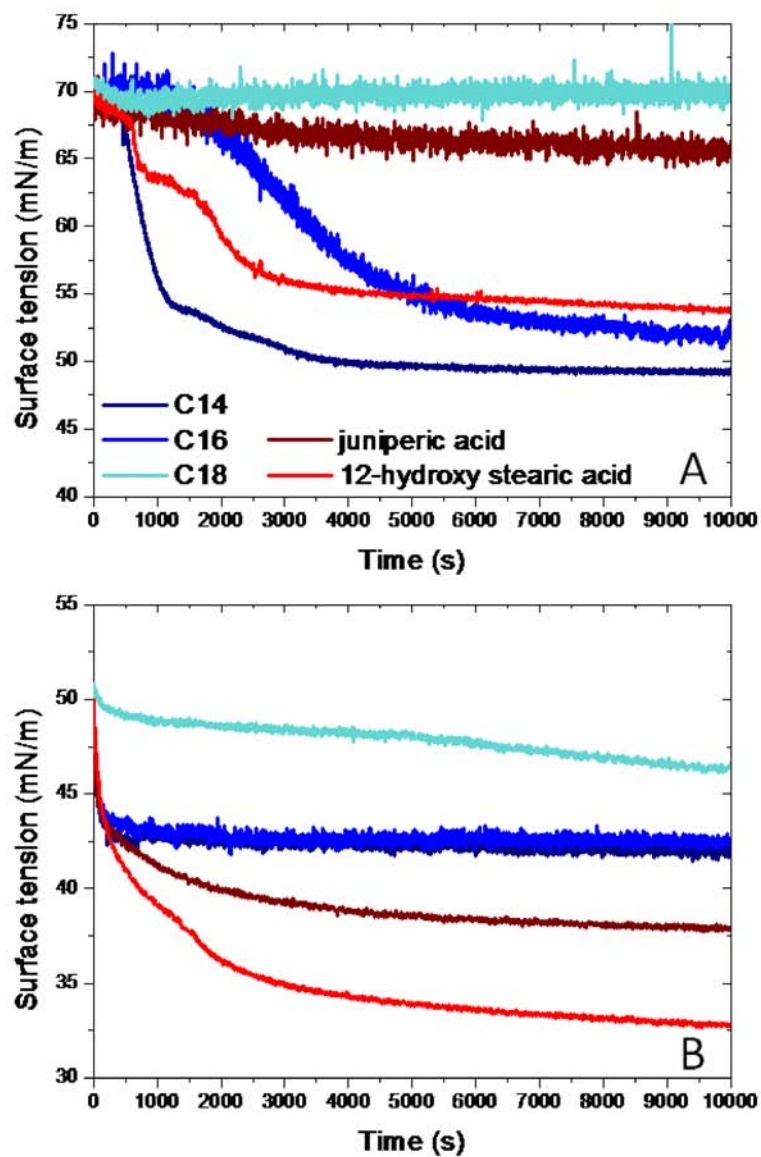 75
70
65
60
55
50
45
40
Surface tension (mN/m)
C14
C16 juniperic acid
C18 12-hydroxy stearic acid
A
0 1000 2000 3000 4000 5000 6000 7000 8000 9000 10000
Time (s)
55
50
45
40
35
30
Surface tension (mN/m)
B
0 1000 2000 3000 4000 5000 6000 7000 8000 9000 10000
Time (s)